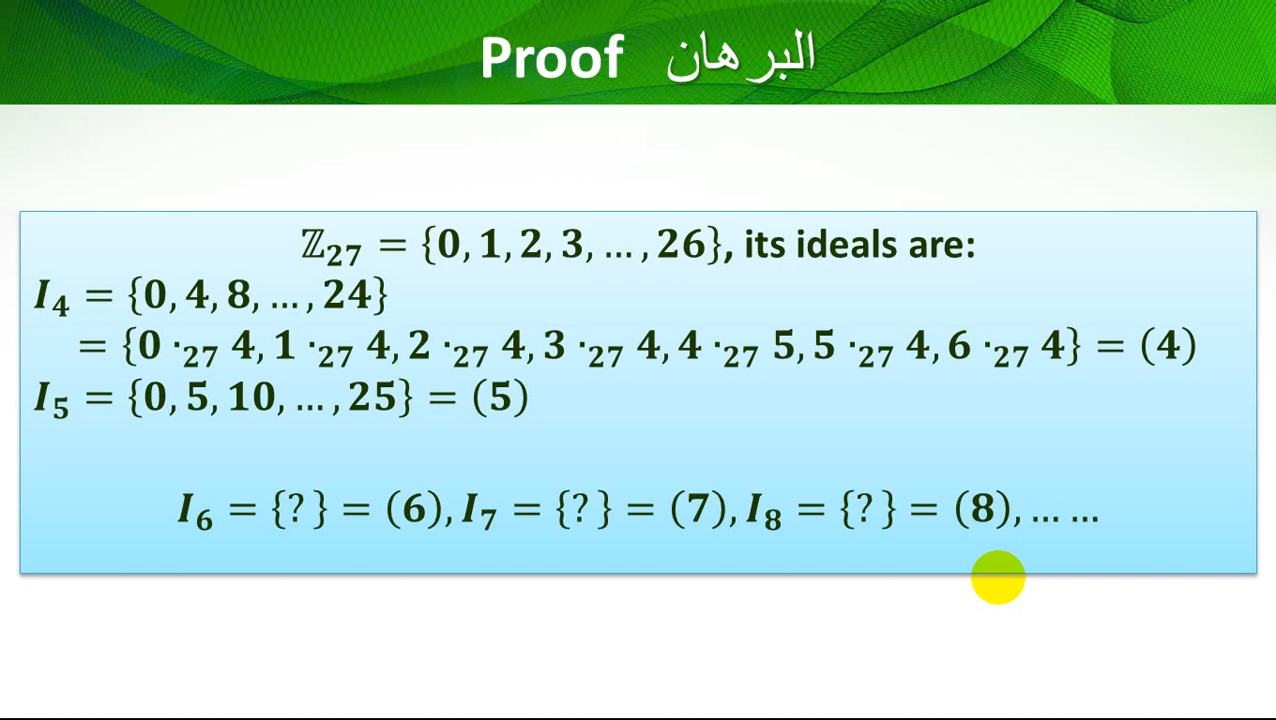 Proof البرهان
ℤ₂₇ = {0, 1, 2, 3, … , 26}, its ideals are:
I₄ = {0, 4, 8, … , 24}
= {0 ·₂₇ 4, 1 ·₂₇ 4, 2 ·₂₇ 4, 3 ·₂₇ 4, 4 ·₂₇ 5, 5 ·₂₇ 4, 6 ·₂₇ 4} = (4)
I₅ = {0, 5, 10, … , 25} = (5)
I₆ = {? } = (6), I₇ = {? } = (7), I₈ = {? } = (8), … …